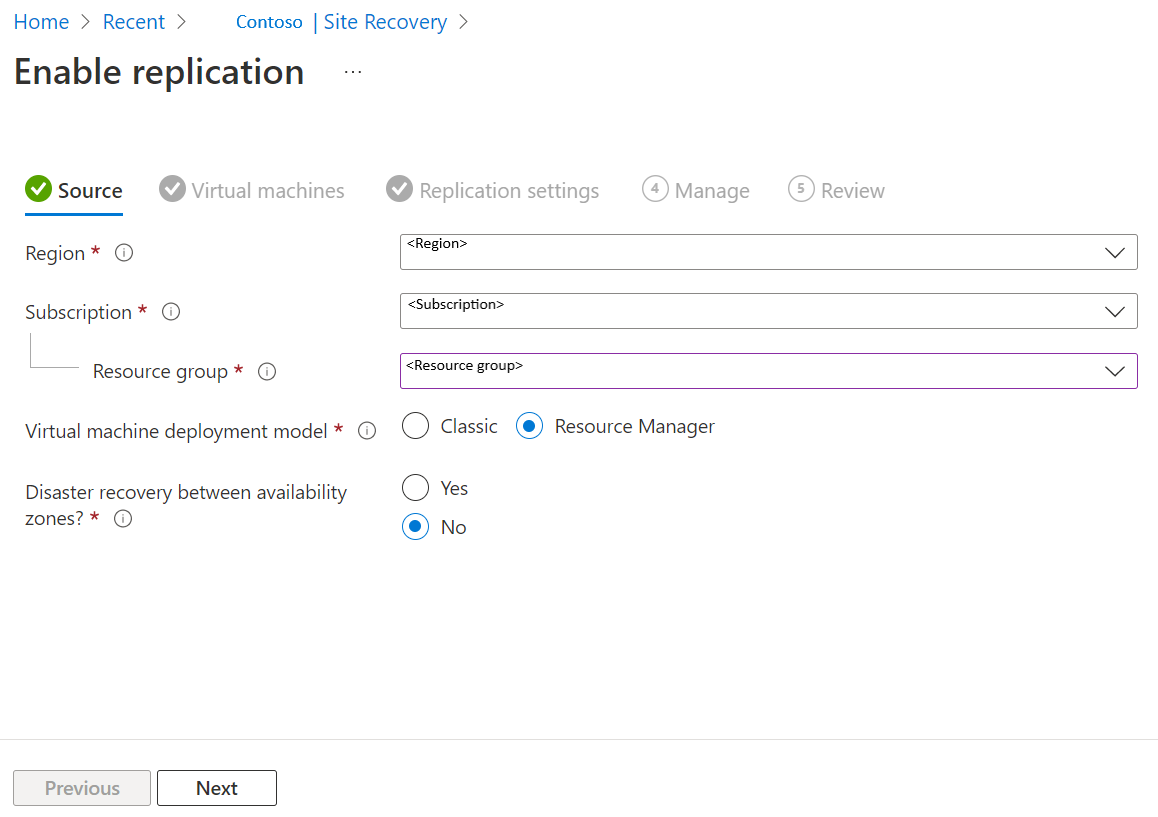 Home > Recent > Contoso | Site Recovery >
Enable replication ...
Source Virtual machines Replication settings 4 Manage 5 Review
Region * i <Region>
Subscription * i <Subscription>
Resource group * i <Resource group>
Virtual machine deployment model * i Classic Resource Manager
Disaster recovery between availability Yes
zones? * i No
Previous Next